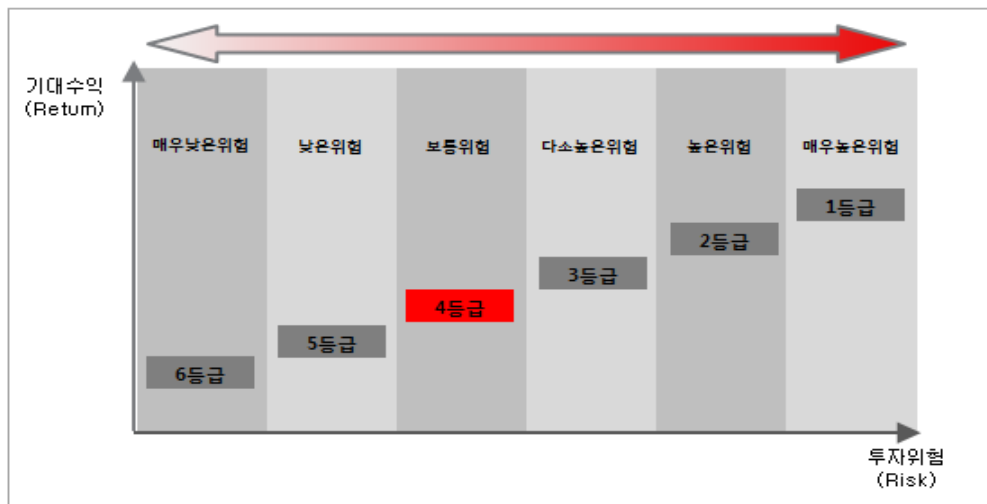 기대수익
(Return)
매우낮은위험 낮은위험 보통위험 다소높은위험 높은위험 매우높은위험
1등급
2등급
3등급
4등급
5등급
6등급
투자위험
(Risk)